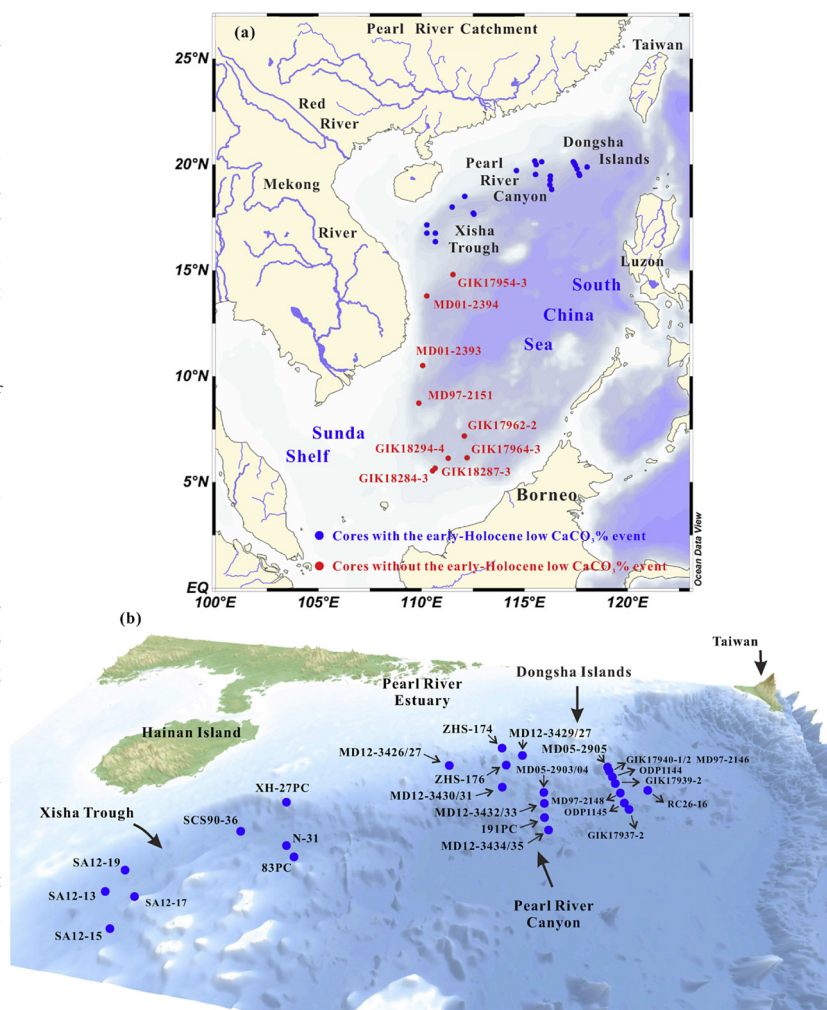 (a)
Pearl River Catchment
Taiwan
25°N
Red
River
20°N
Dongsha
Islands
Pearl
River
Canyon
Mekong
River
Xisha
Trough
Luzon
15°N
GIK17954-3
South
MD01-2394
China
Sea
MD01-2393
10°N
MD97-2151
GIK17962-2
Sunda
Shelf
GIK18294-4
GIK17964-3
GIK18284-3
GIK18287-3
5°N
Borneo
Cores with the early-Holocene low CaCO₃% event
Cores without the early-Holocene low CaCO₃% event
Ocean Data View
EQ
100°E
105°E
110°E
115°E
120°E
(b)
Taiwan
Dongsha Islands
Pearl River
Estuary
Hainan Island
ZHS-174
MD12-3429/27
MD05-2905
MD12-3426/27
GIK17940-1/2 MD97-2146
ODP1144
ZHS-176
MD05-2903/04
GIK17939-2
MD12-3430/31
XH-27PC
MD97-2148
RC26-16
Xisha Trough
MD12-3432/33
ODP1145
SCS90-36
191PC
N-31
GIK17937-2
MD12-3434/35
83PC
SA12-19
SA12-13
SA12-17
Pearl River
Canyon
SA12-15